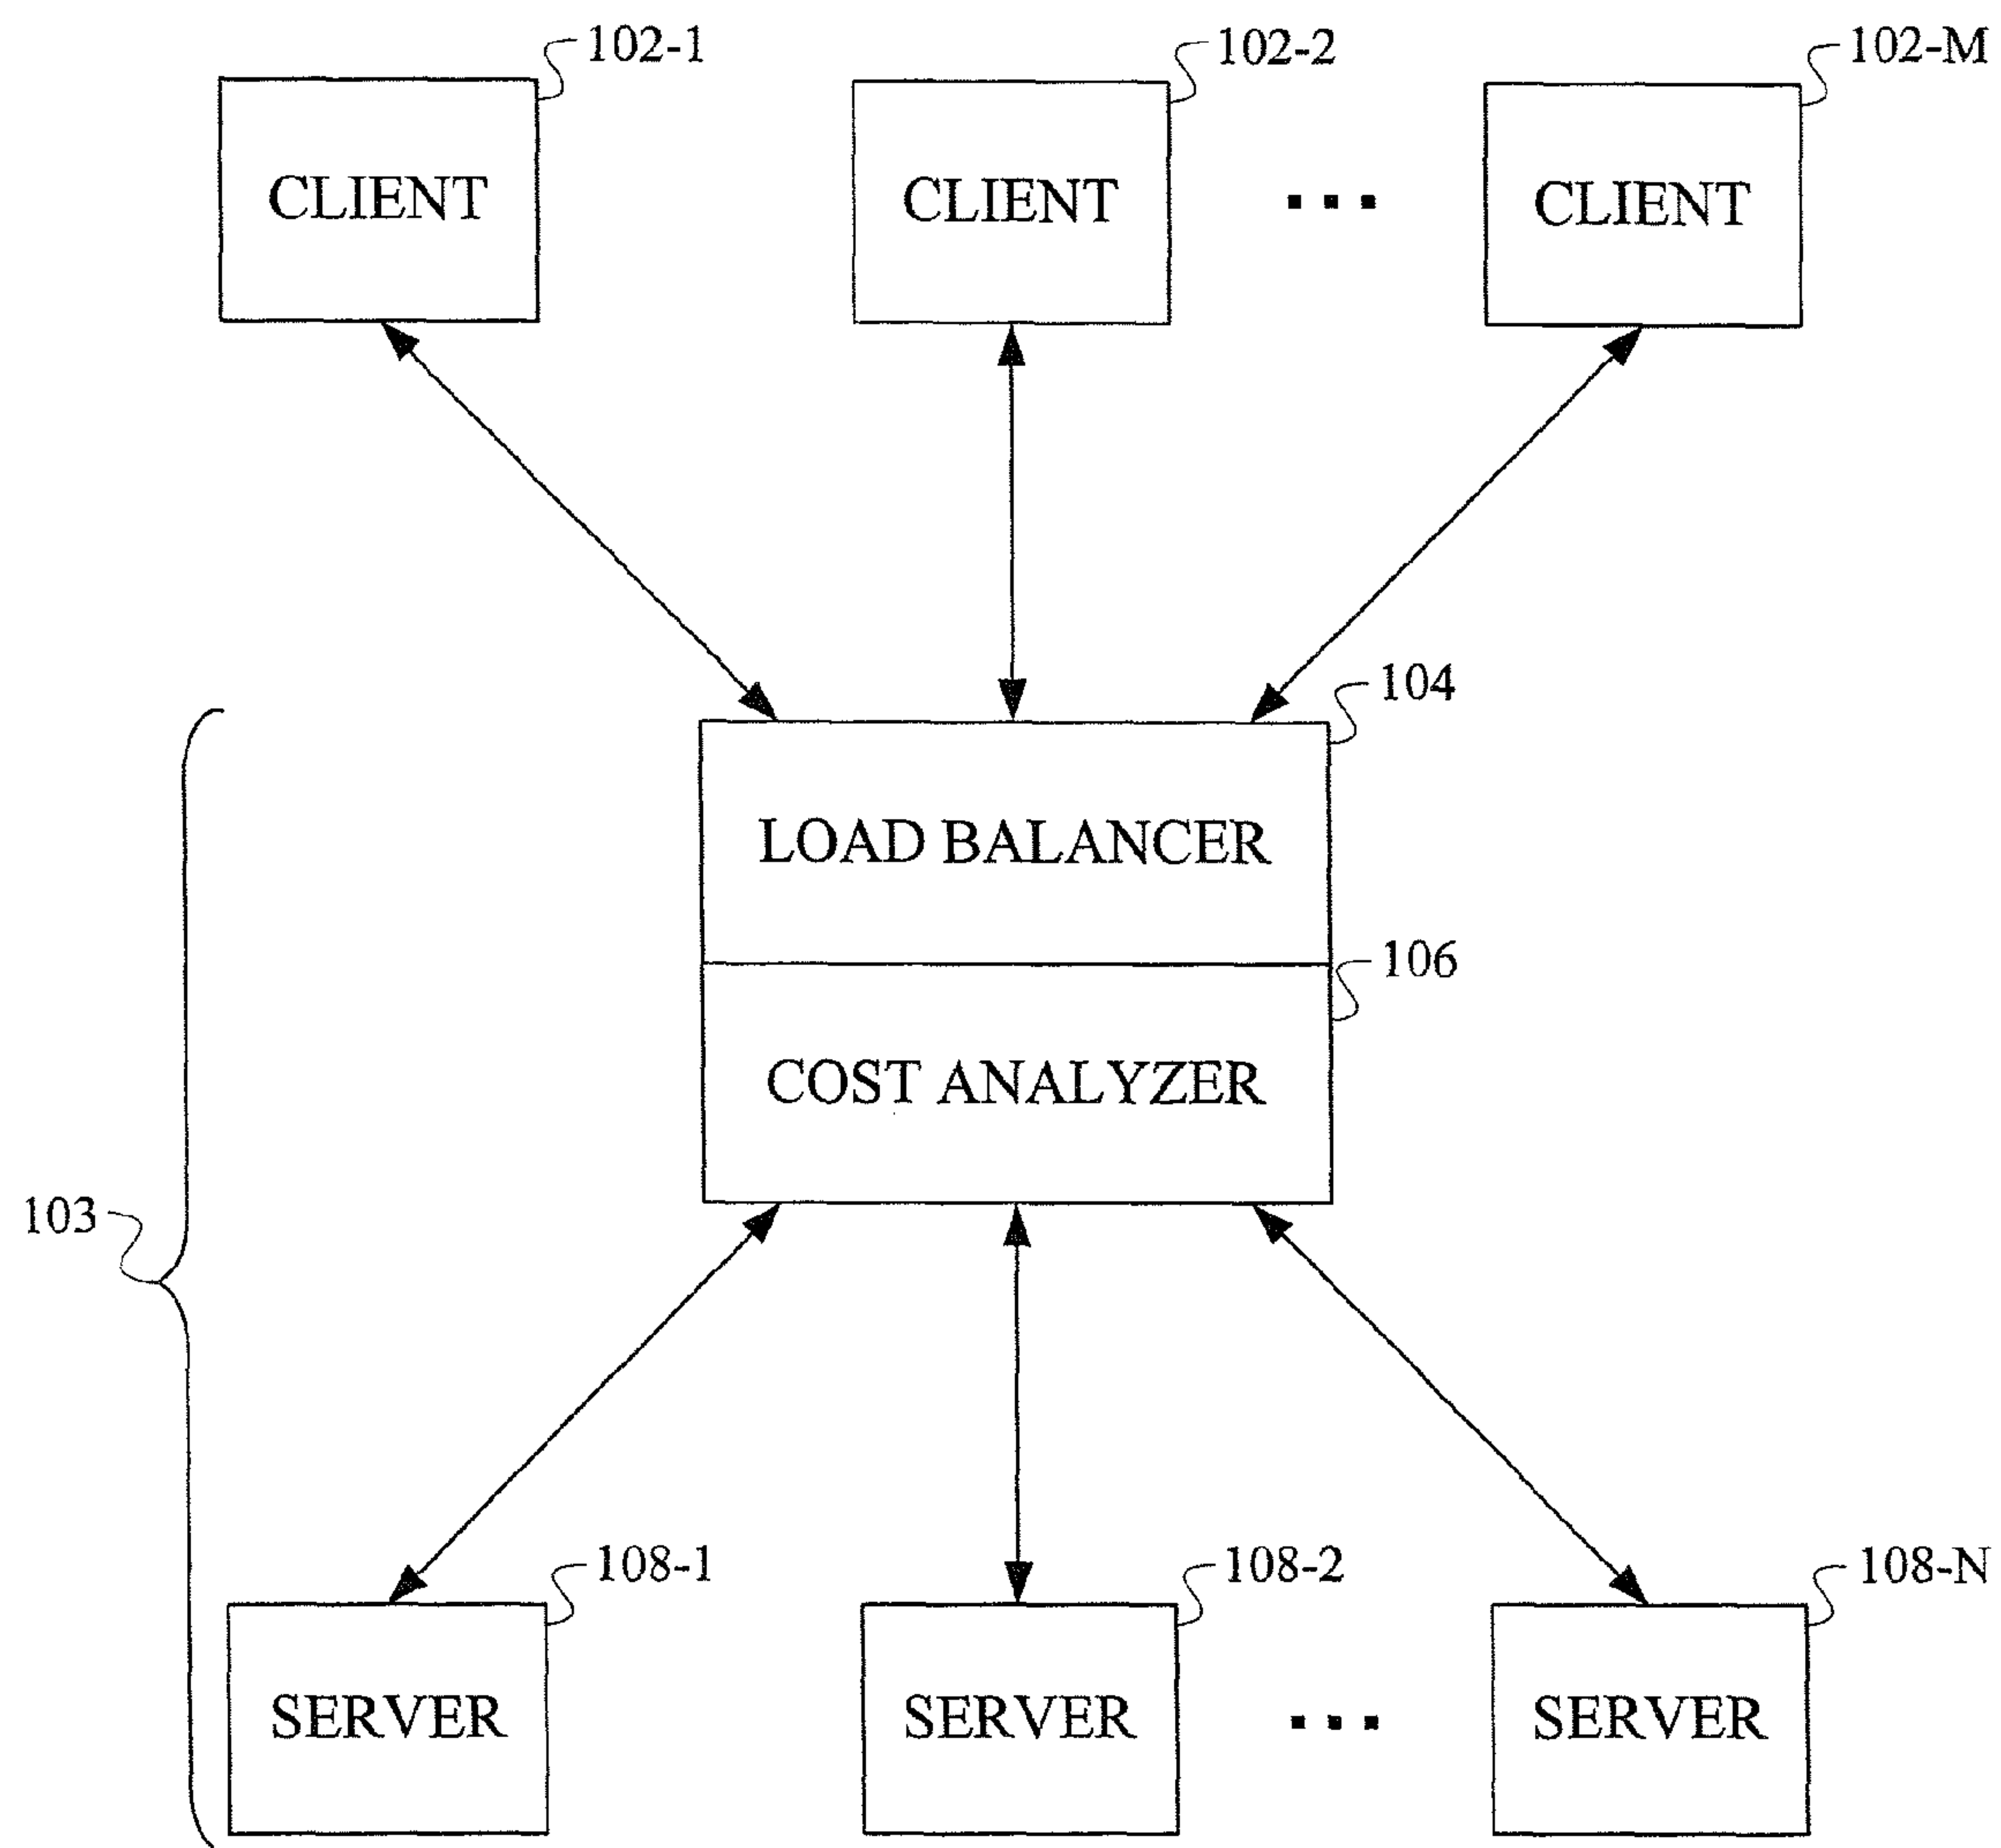 102-1
102-2
102-M
CLIENT
CLIENT
...
CLIENT
104
LOAD BALANCER
106
COST ANALYZER
103
108-1
108-2
108-N
SERVER
SERVER
...
SERVER